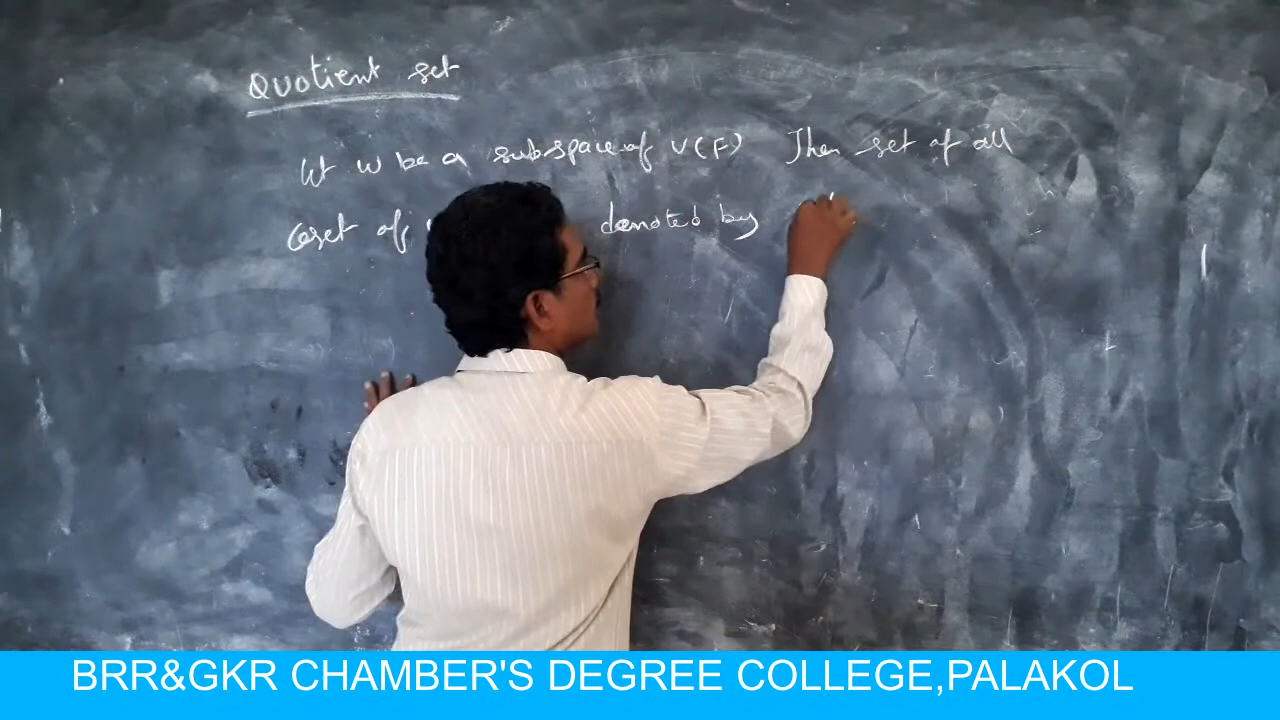 Quotient set
Let W be a subspace of V(F) Then set of all
Coset of denoted by
BRR&GKR CHAMBER'S DEGREE COLLEGE,PALAKOL